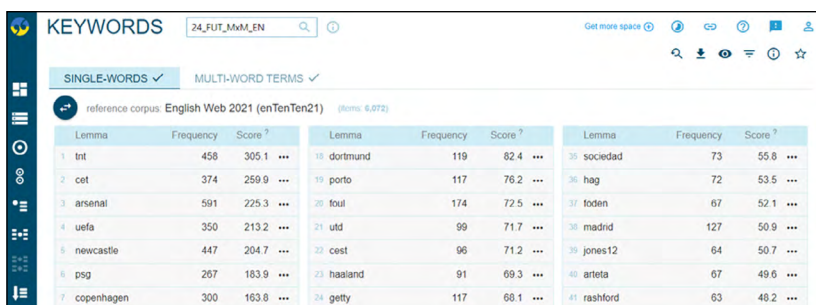 KEYWORDS 24_FUT_MxM_EN Get more space
SINGLE-WORDS MULTI-WORD TERMS
reference corpus: English Web 2021 (enTenTen21) (items: 6,072)
Lemma Frequency Score ? Lemma Frequency Score ? Lemma Frequency Score ?
1 tnt 458 305.1 ••• 18 dortmund 119 82.4 ••• 35 sociedad 73 55.8 •••
2 cet 374 259.9 ••• 19 porto 117 76.2 ••• 36 hag 72 53.5 •••
3 arsenal 591 225.3 ••• 20 foul 174 72.5 ••• 37 foden 67 52.1 •••
4 uefa 350 213.2 ••• 21 utd 99 71.7 ••• 38 madrid 127 50.9 •••
5 newcastle 447 204.7 ••• 22 cest 96 71.2 ••• 39 jones12 64 50.7 •••
6 psg 267 183.9 ••• 23 haaland 91 69.3 ••• 40 arteta 67 49.6 •••
7 copenhagen 300 163.8 ••• 24 getty 117 68.1 ••• 41 rashford 63 48.2 •••